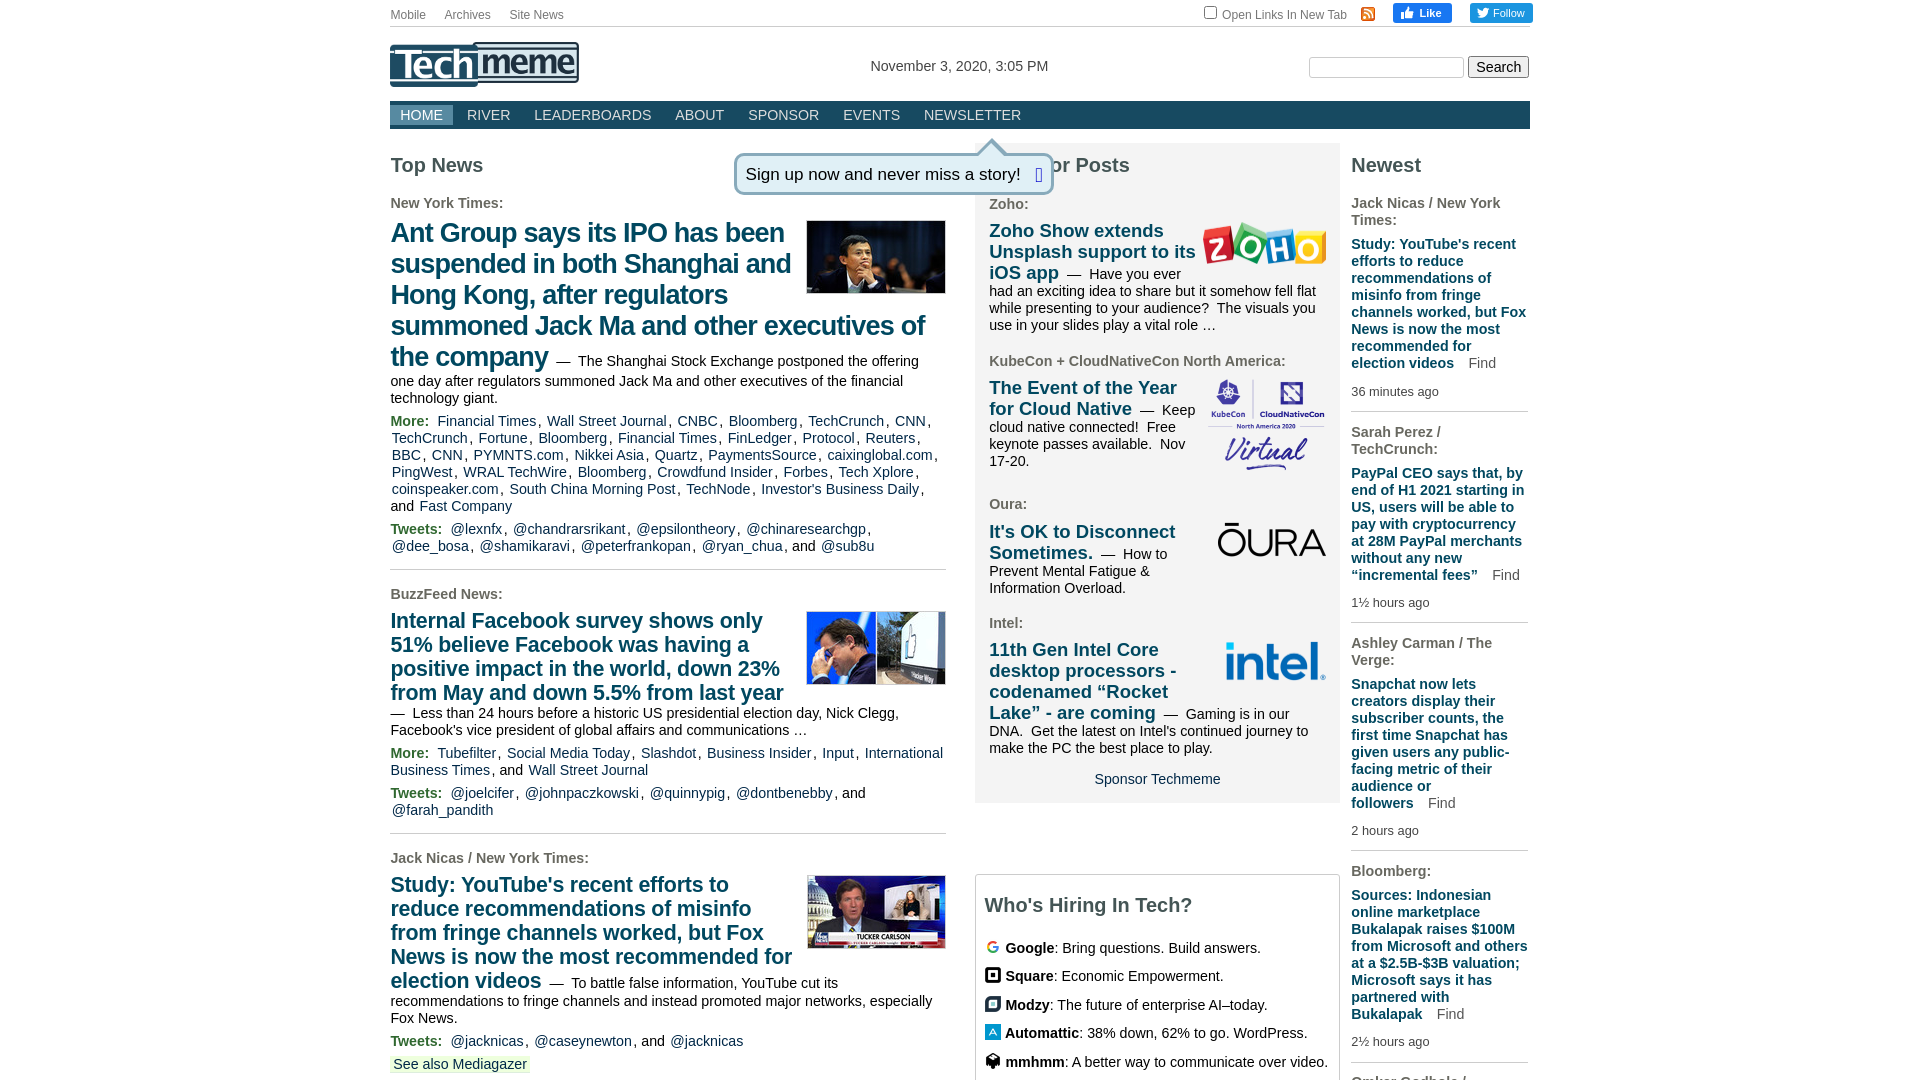 Mobile Archives Site News
Open Links In New Tab Like Follow
Techmeme
November 3, 2020, 3:05 PM
Search
HOME RIVER LEADERBOARDS ABOUT SPONSOR EVENTS NEWSLETTER
Sign up now and never miss a story!
Top News
New York Times:
Ant Group says its IPO has been
suspended in both Shanghai and
Hong Kong, after regulators
summoned Jack Ma and other executives of
the company — The Shanghai Stock Exchange postponed the offering
one day after regulators summoned Jack Ma and other executives of the financial
technology giant.
More: Financial Times, Wall Street Journal, CNBC, Bloomberg, TechCrunch, CNN,
TechCrunch, Fortune, Bloomberg, Financial Times, FinLedger, Protocol, Reuters,
BBC, CNN, PYMNTS.com, Nikkei Asia, Quartz, PaymentsSource, caixinglobal.com,
PingWest, WRAL TechWire, Bloomberg, Crowdfund Insider, Forbes, Tech Xplore,
coinspeaker.com, South China Morning Post, TechNode, Investor's Business Daily,
and Fast Company
Tweets: @lexnfx, @chandrarsrikant, @epsilontheory, @chinaresearchgp,
@dee_bosa, @shamikaravi, @peterfrankopan, @ryan_chua, and @sub8u
BuzzFeed News:
Internal Facebook survey shows only
51% believe Facebook was having a
positive impact in the world, down 23%
from May and down 5.5% from last year
— Less than 24 hours before a historic US presidential election day, Nick Clegg,
Facebook's vice president of global affairs and communications …
More: Tubefilter, Social Media Today, Slashdot, Business Insider, Input, International
Business Times, and Wall Street Journal
Tweets: @joelcifer, @johnpaczkowski, @quinnypig, @dontbenebby, and
@farah_pandith
Jack Nicas / New York Times:
Study: YouTube's recent efforts to
reduce recommendations of misinfo
from fringe channels worked, but Fox
News is now the most recommended for
election videos — To battle false information, YouTube cut its
recommendations to fringe channels and instead promoted major networks, especially
Fox News.
TUCKER CARLSON
Tweets: @jacknicas, @caseynewton, and @jacknicas
See also Mediagazer
or Posts
Zoho:
Zoho Show extends
Unsplash support to its
iOS app — Have you ever
had an exciting idea to share but it somehow fell flat
while presenting to your audience? The visuals you
use in your slides play a vital role …
ZOHO
KubeCon + CloudNativeCon North America:
The Event of the Year
for Cloud Native — Keep
cloud native connected! Free
keynote passes available. Nov
17-20.
KubeCon CloudNativeCon
North America 2020
Virtual
Oura:
It's OK to Disconnect
Sometimes. — How to
Prevent Mental Fatigue &
Information Overload.
ŌURA
Intel:
11th Gen Intel Core
desktop processors -
codenamed “Rocket
Lake” - are coming — Gaming is in our
DNA. Get the latest on Intel's continued journey to
make the PC the best place to play.
intel®
Sponsor Techmeme
Who's Hiring In Tech?
Google: Bring questions. Build answers.
Square: Economic Empowerment.
Modzy: The future of enterprise AI–today.
Automattic: 38% down, 62% to go. WordPress.
mmhmm: A better way to communicate over video.
Newest
Jack Nicas / New York
Times:
Study: YouTube's recent
efforts to reduce
recommendations of
misinfo from fringe
channels worked, but Fox
News is now the most
recommended for
election videos Find
36 minutes ago
Sarah Perez /
TechCrunch:
PayPal CEO says that, by
end of H1 2021 starting in
US, users will be able to
pay with cryptocurrency
at 28M PayPal merchants
without any new
“incremental fees” Find
1½ hours ago
Ashley Carman / The
Verge:
Snapchat now lets
creators display their
subscriber counts, the
first time Snapchat has
given users any public-
facing metric of their
audience or
followers Find
2 hours ago
Bloomberg:
Sources: Indonesian
online marketplace
Bukalapak raises $100M
from Microsoft and others
at a $2.5B-$3B valuation;
Microsoft says it has
partnered with
Bukalapak Find
2½ hours ago